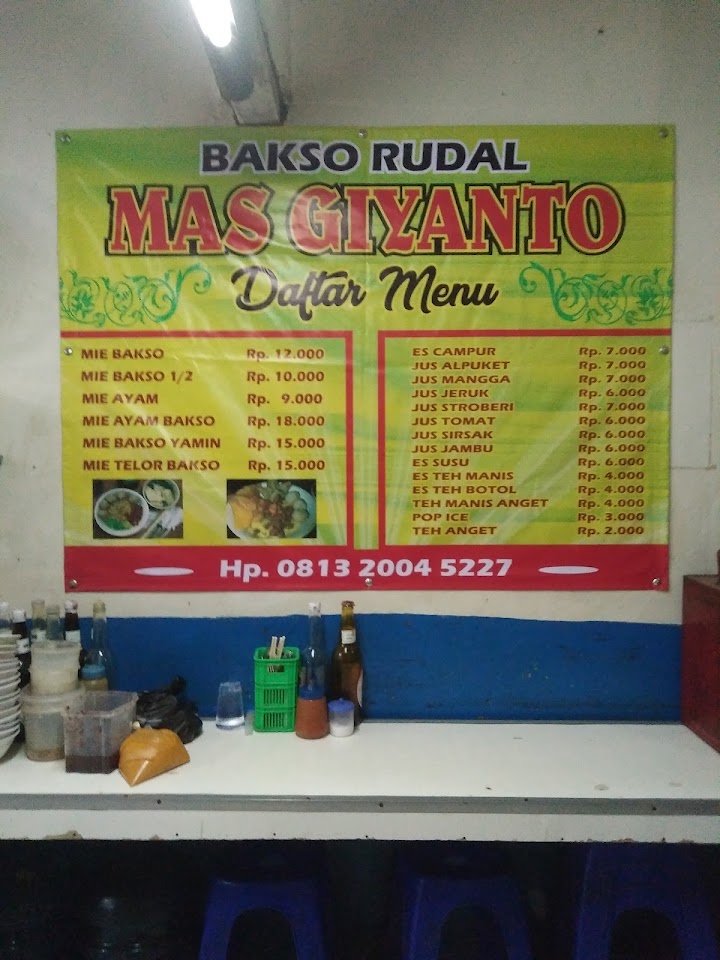 BAKSO RUDAL
MAS GIYANTO
Daftar Menu
MIE BAKSO Rp. 12.000
MIE BAKSO 1/2 Rp. 10.000
MIE AYAM Rp. 9.000
MIE AYAM BAKSO Rp. 18.000
MIE BAKSO YAMIN Rp. 15.000
MIE TELOR BAKSO Rp. 15.000
ES CAMPUR Rp. 7.000
JUS ALPUKET Rp. 7.000
JUS MANGGA Rp. 7.000
JUS JERUK Rp. 6.000
JUS STROBERI Rp. 7.000
JUS TOMAT Rp. 6.000
JUS SIRSAK Rp. 6.000
JUS JAMBU Rp. 6.000
ES SUSU Rp. 6.000
ES TEH MANIS Rp. 4.000
ES TEH BOTOL Rp. 4.000
TEH MANIS ANGET Rp. 4.000
POP ICE Rp. 3.000
TEH ANGET Rp. 2.000
Hp. 0813 2004 5227